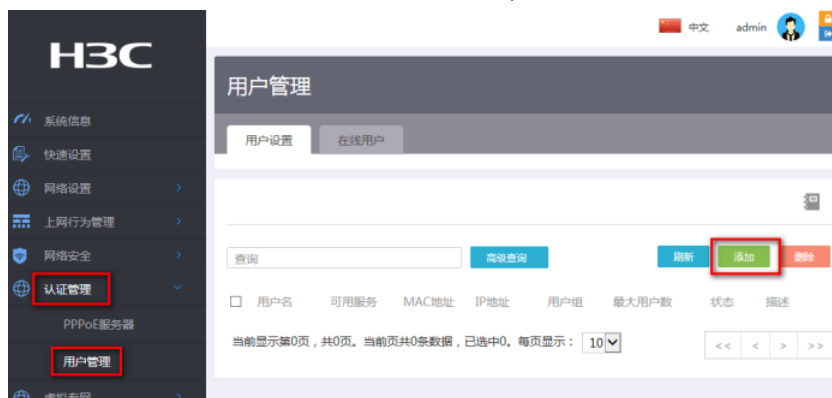 中文 admin
H3C
用户管理
系统信息
用户设置 在线用户
快速设置
网络设置
上网行为管理
网络安全
查询 高级查询 刷新 添加 删除
认证管理
用户名 可用服务 MAC地址 IP地址 用户组 最大用户数 状态 描述
PPPoE服务器
当前显示第0页，共0页。当前页共0条数据，已选中0。每页显示： 10 << < > >>
用户管理
虚拟专网